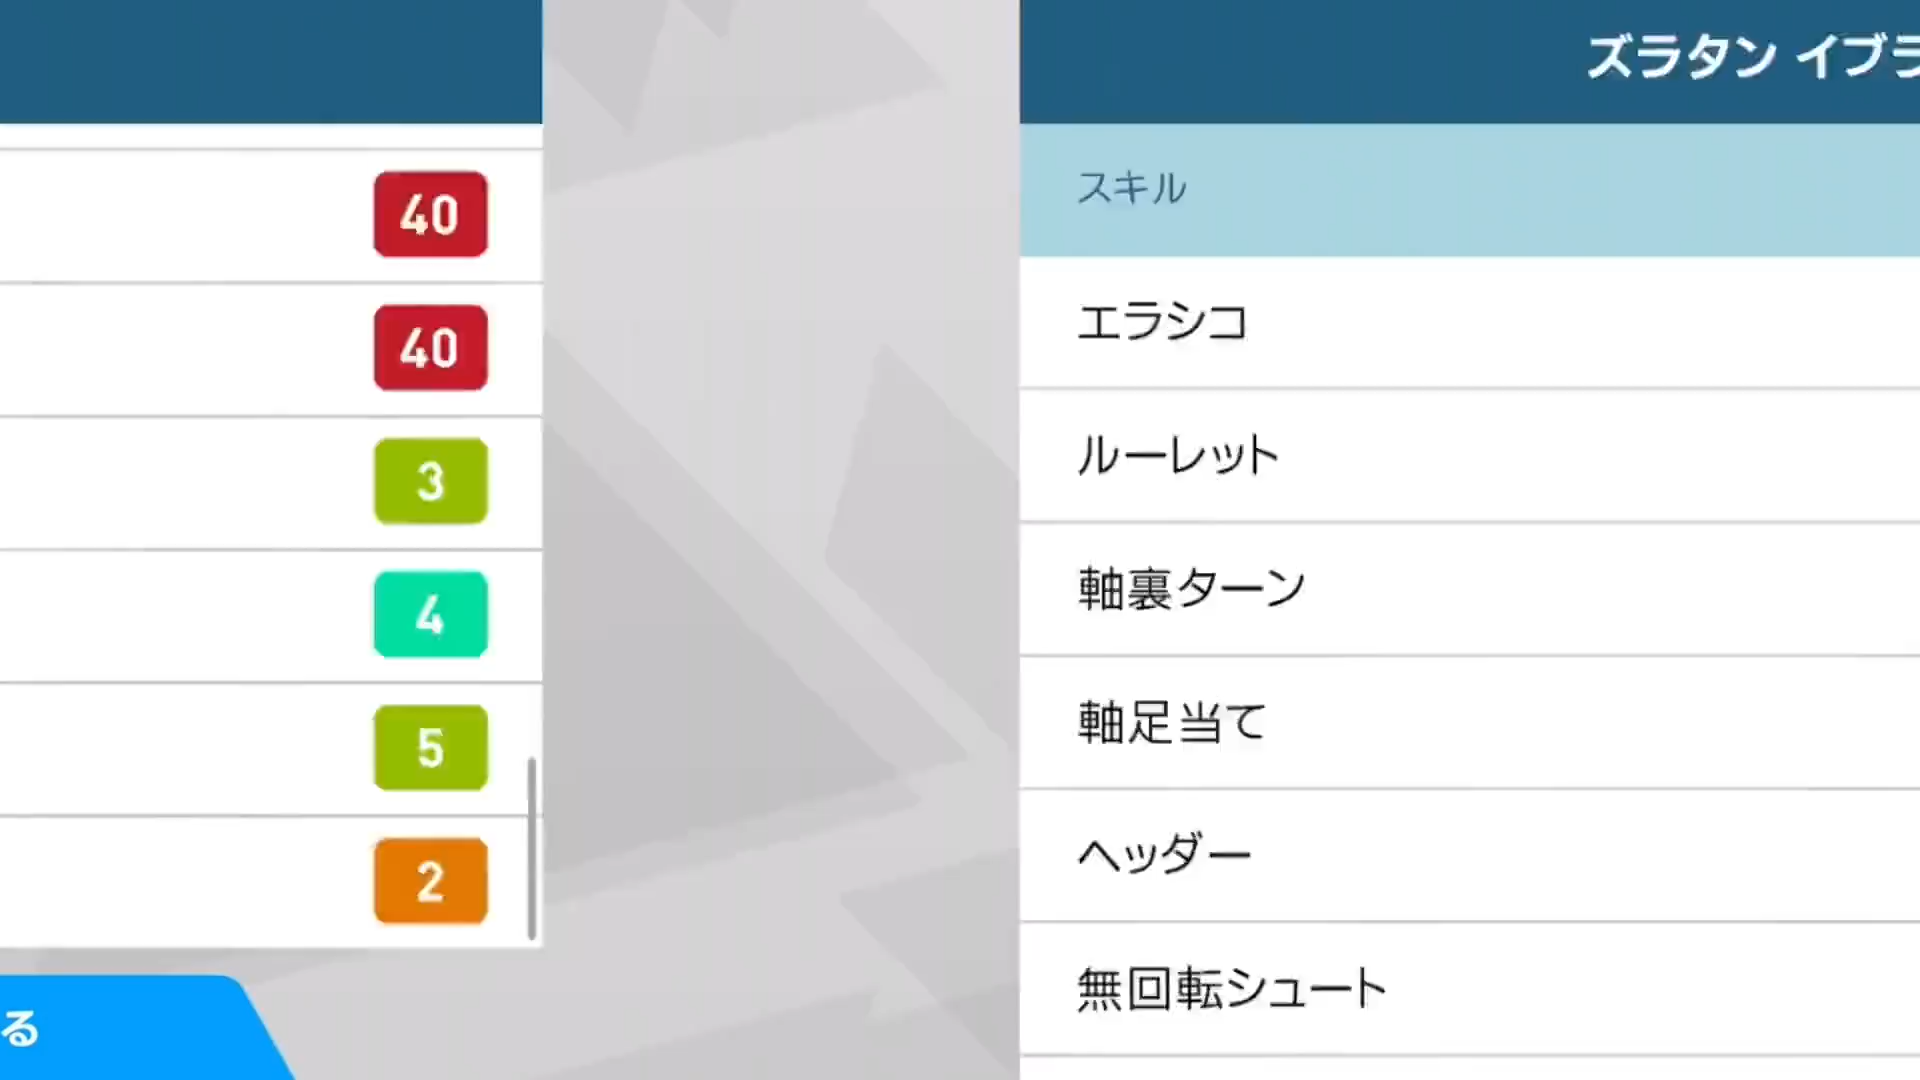 40
40
3
4
5
2
る
ズラタン イブラ
スキル
エラシコ
ルーレット
軸裏ターン
軸足当て
ヘッダー
無回転シュート